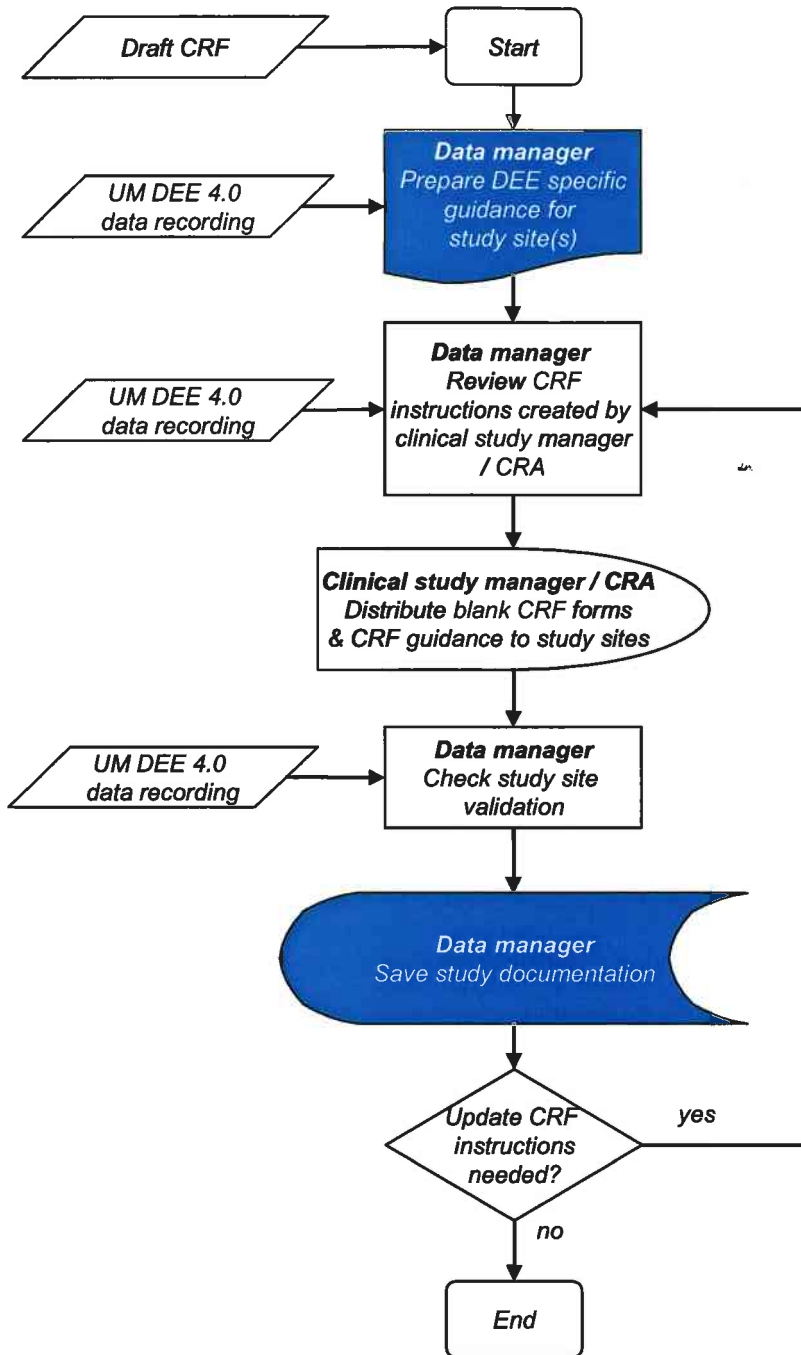 Draft CRF
Start
Data manager
Prepare DEE specific
guidance for
study site(s)
UM DEE 4.0
data recording
Data manager
Review CRF
instructions created by
clinical study manager
/ CRA
UM DEE 4.0
data recording
Clinical study manager / CRA
Distribute blank CRF forms
& CRF guidance to study sites
Data manager
Check study site
validation
UM DEE 4.0
data recording
Data manager
Save study documentation
Update CRF
instructions
needed?
yes
no
End